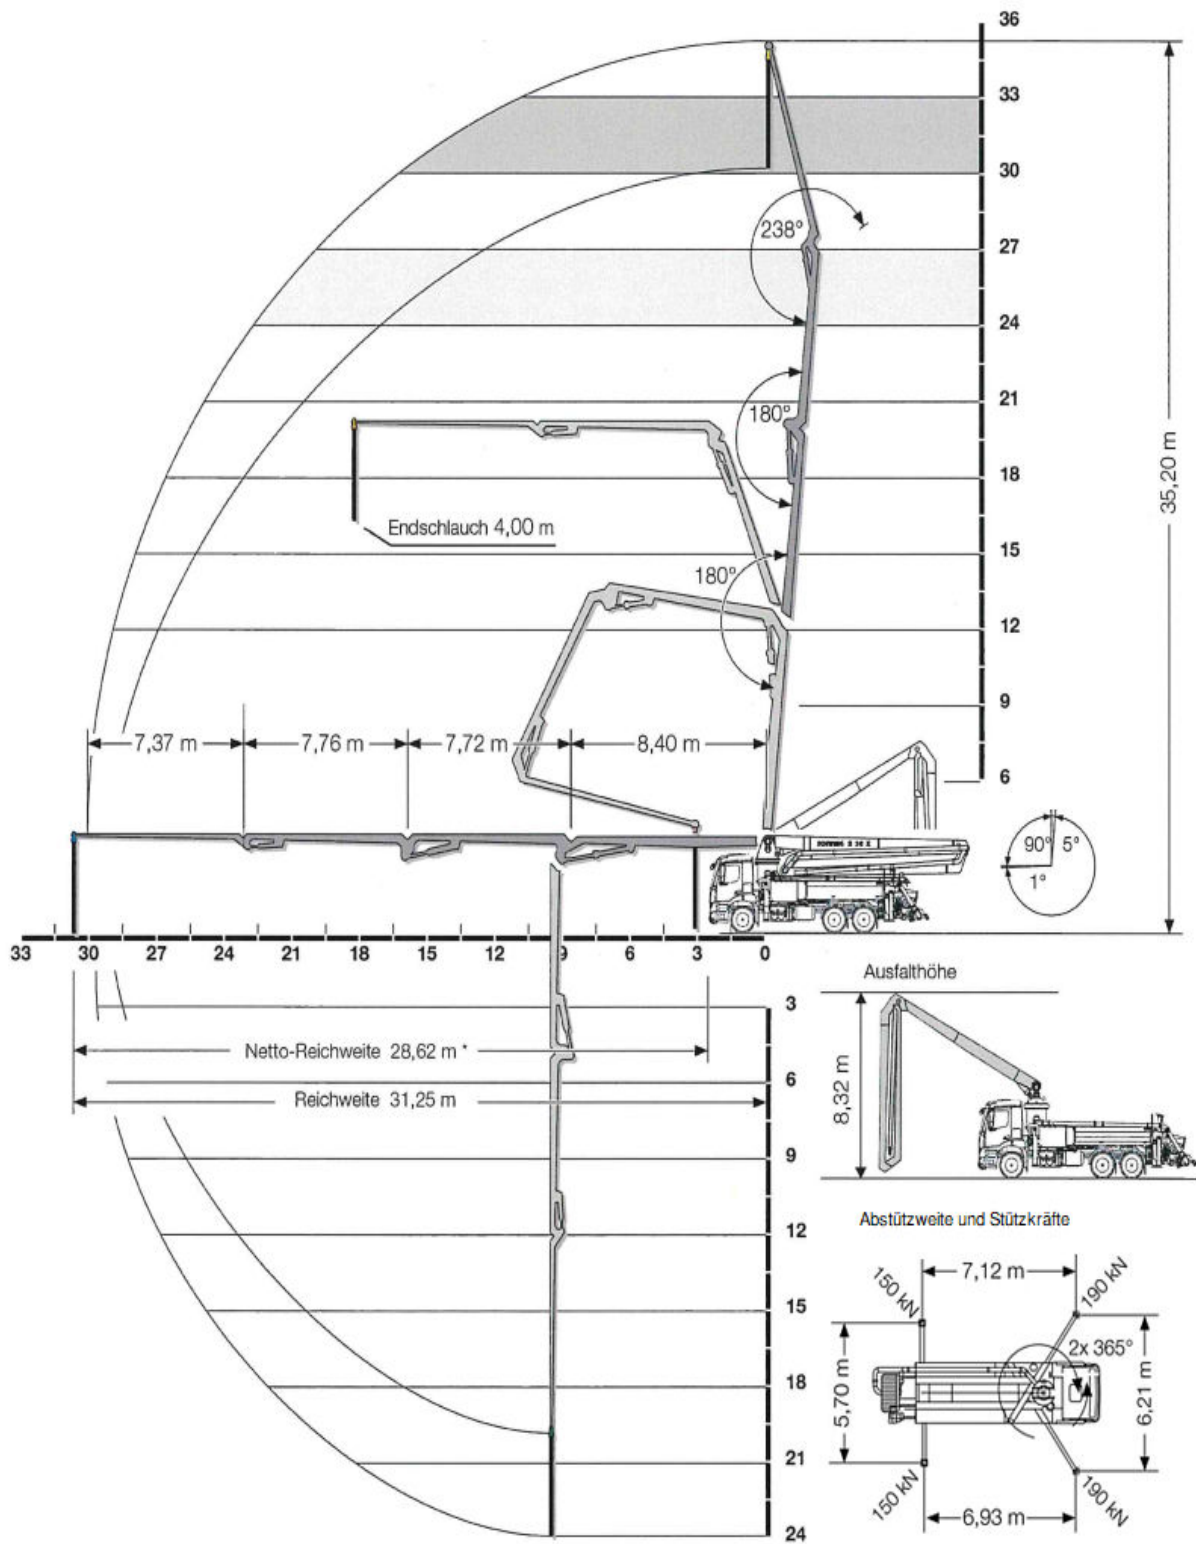 36
33
30
238°
27
24
21
180°
18
35,20 m
Endschlauch 4,00 m
15
180°
12
9
7,37 m
7,76 m
7,72 m
8,40 m
6
90°
5°
1°
33
30
27
24
21
18
15
12
9
6
3
0
Ausfalthöhe
3
Netto-Reichweite 28,62 m *
8,32 m
6
Reichweite 31,25 m
9
12
Abstützweite und Stützkräfte
7,12 m
150 kN
190 kN
15
2x 365°
5,70 m
6,21 m
18
21
150 kN
190 kN
6,93 m
24